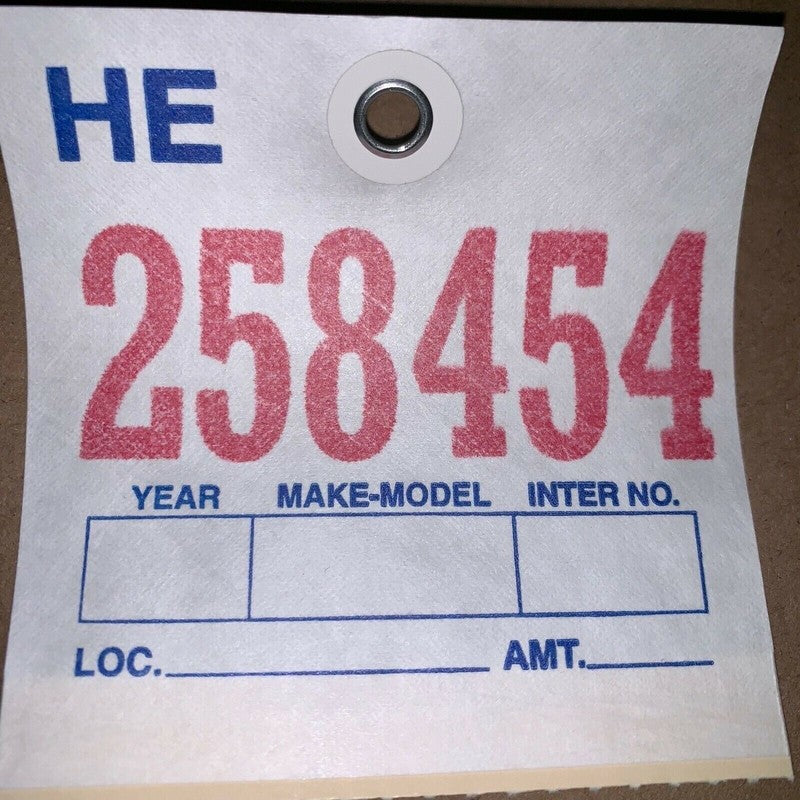 HE
258454
YEAR MAKE-MODEL INTER NO.
LOC. AMT.